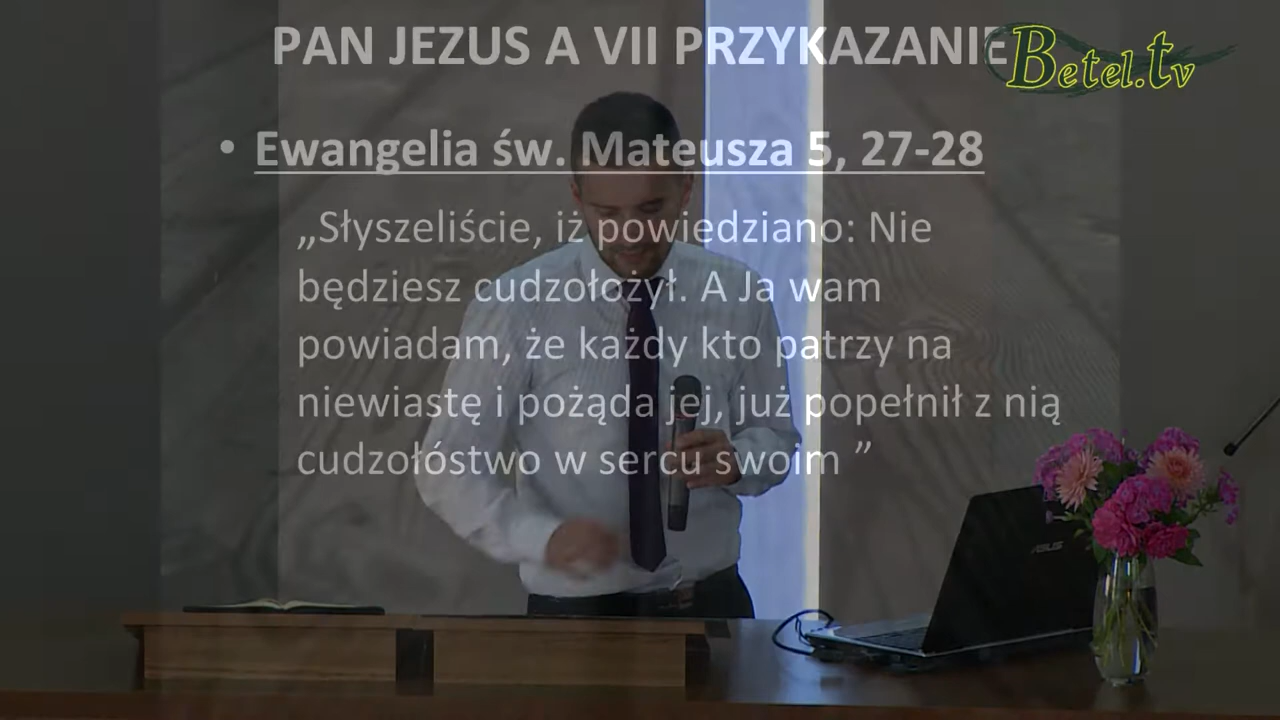 PAN JEZUS A VII PRZYKAZANIE
Betel.tv
• Ewangelia św. Mateusza 5, 27-28
„Słyszeliście, iż powiedziano: Nie
będziesz cudzołożył. A Ja wam
powiadam, że każdy kto patrzy na
niewiastę i pożąda jej, już popełnił z nią
cudzołóstwo w sercu swoim ”
ASUS